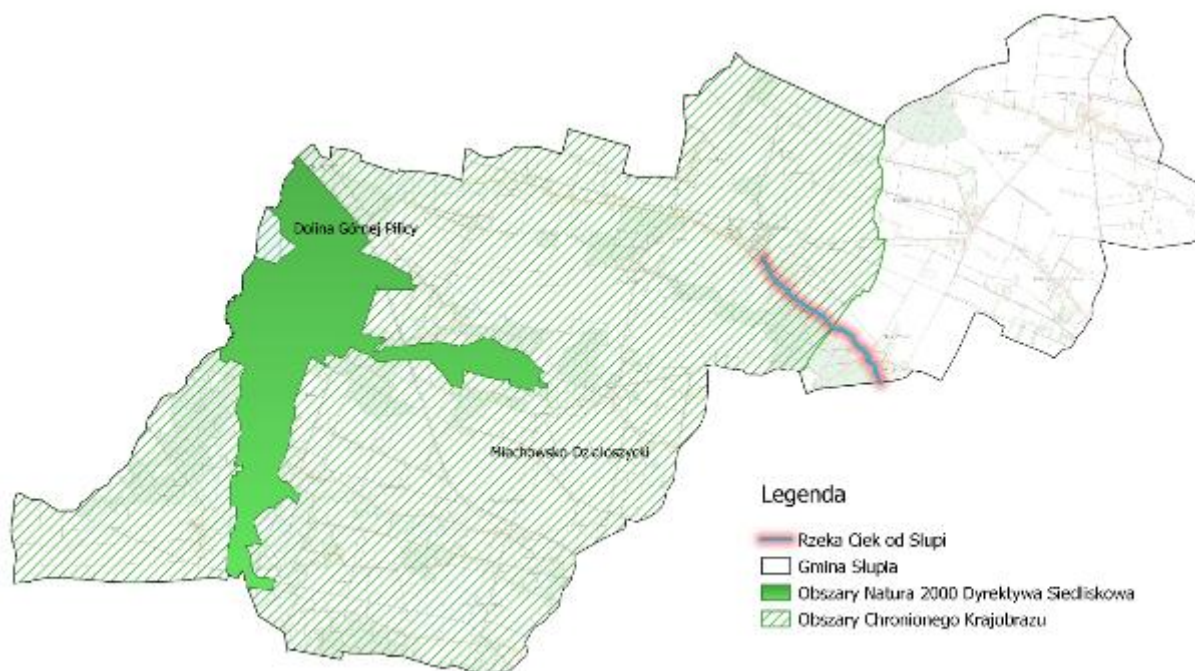 Dolina Górnej Pilicy
Miechowsko-Działoszycki
Legenda
Rzeka Ciek od Słupi
Gmina Słupia
Obszary Natura 2000 Dyrektywa Siedliskowa
Obszary Chronionego Krajobrazu